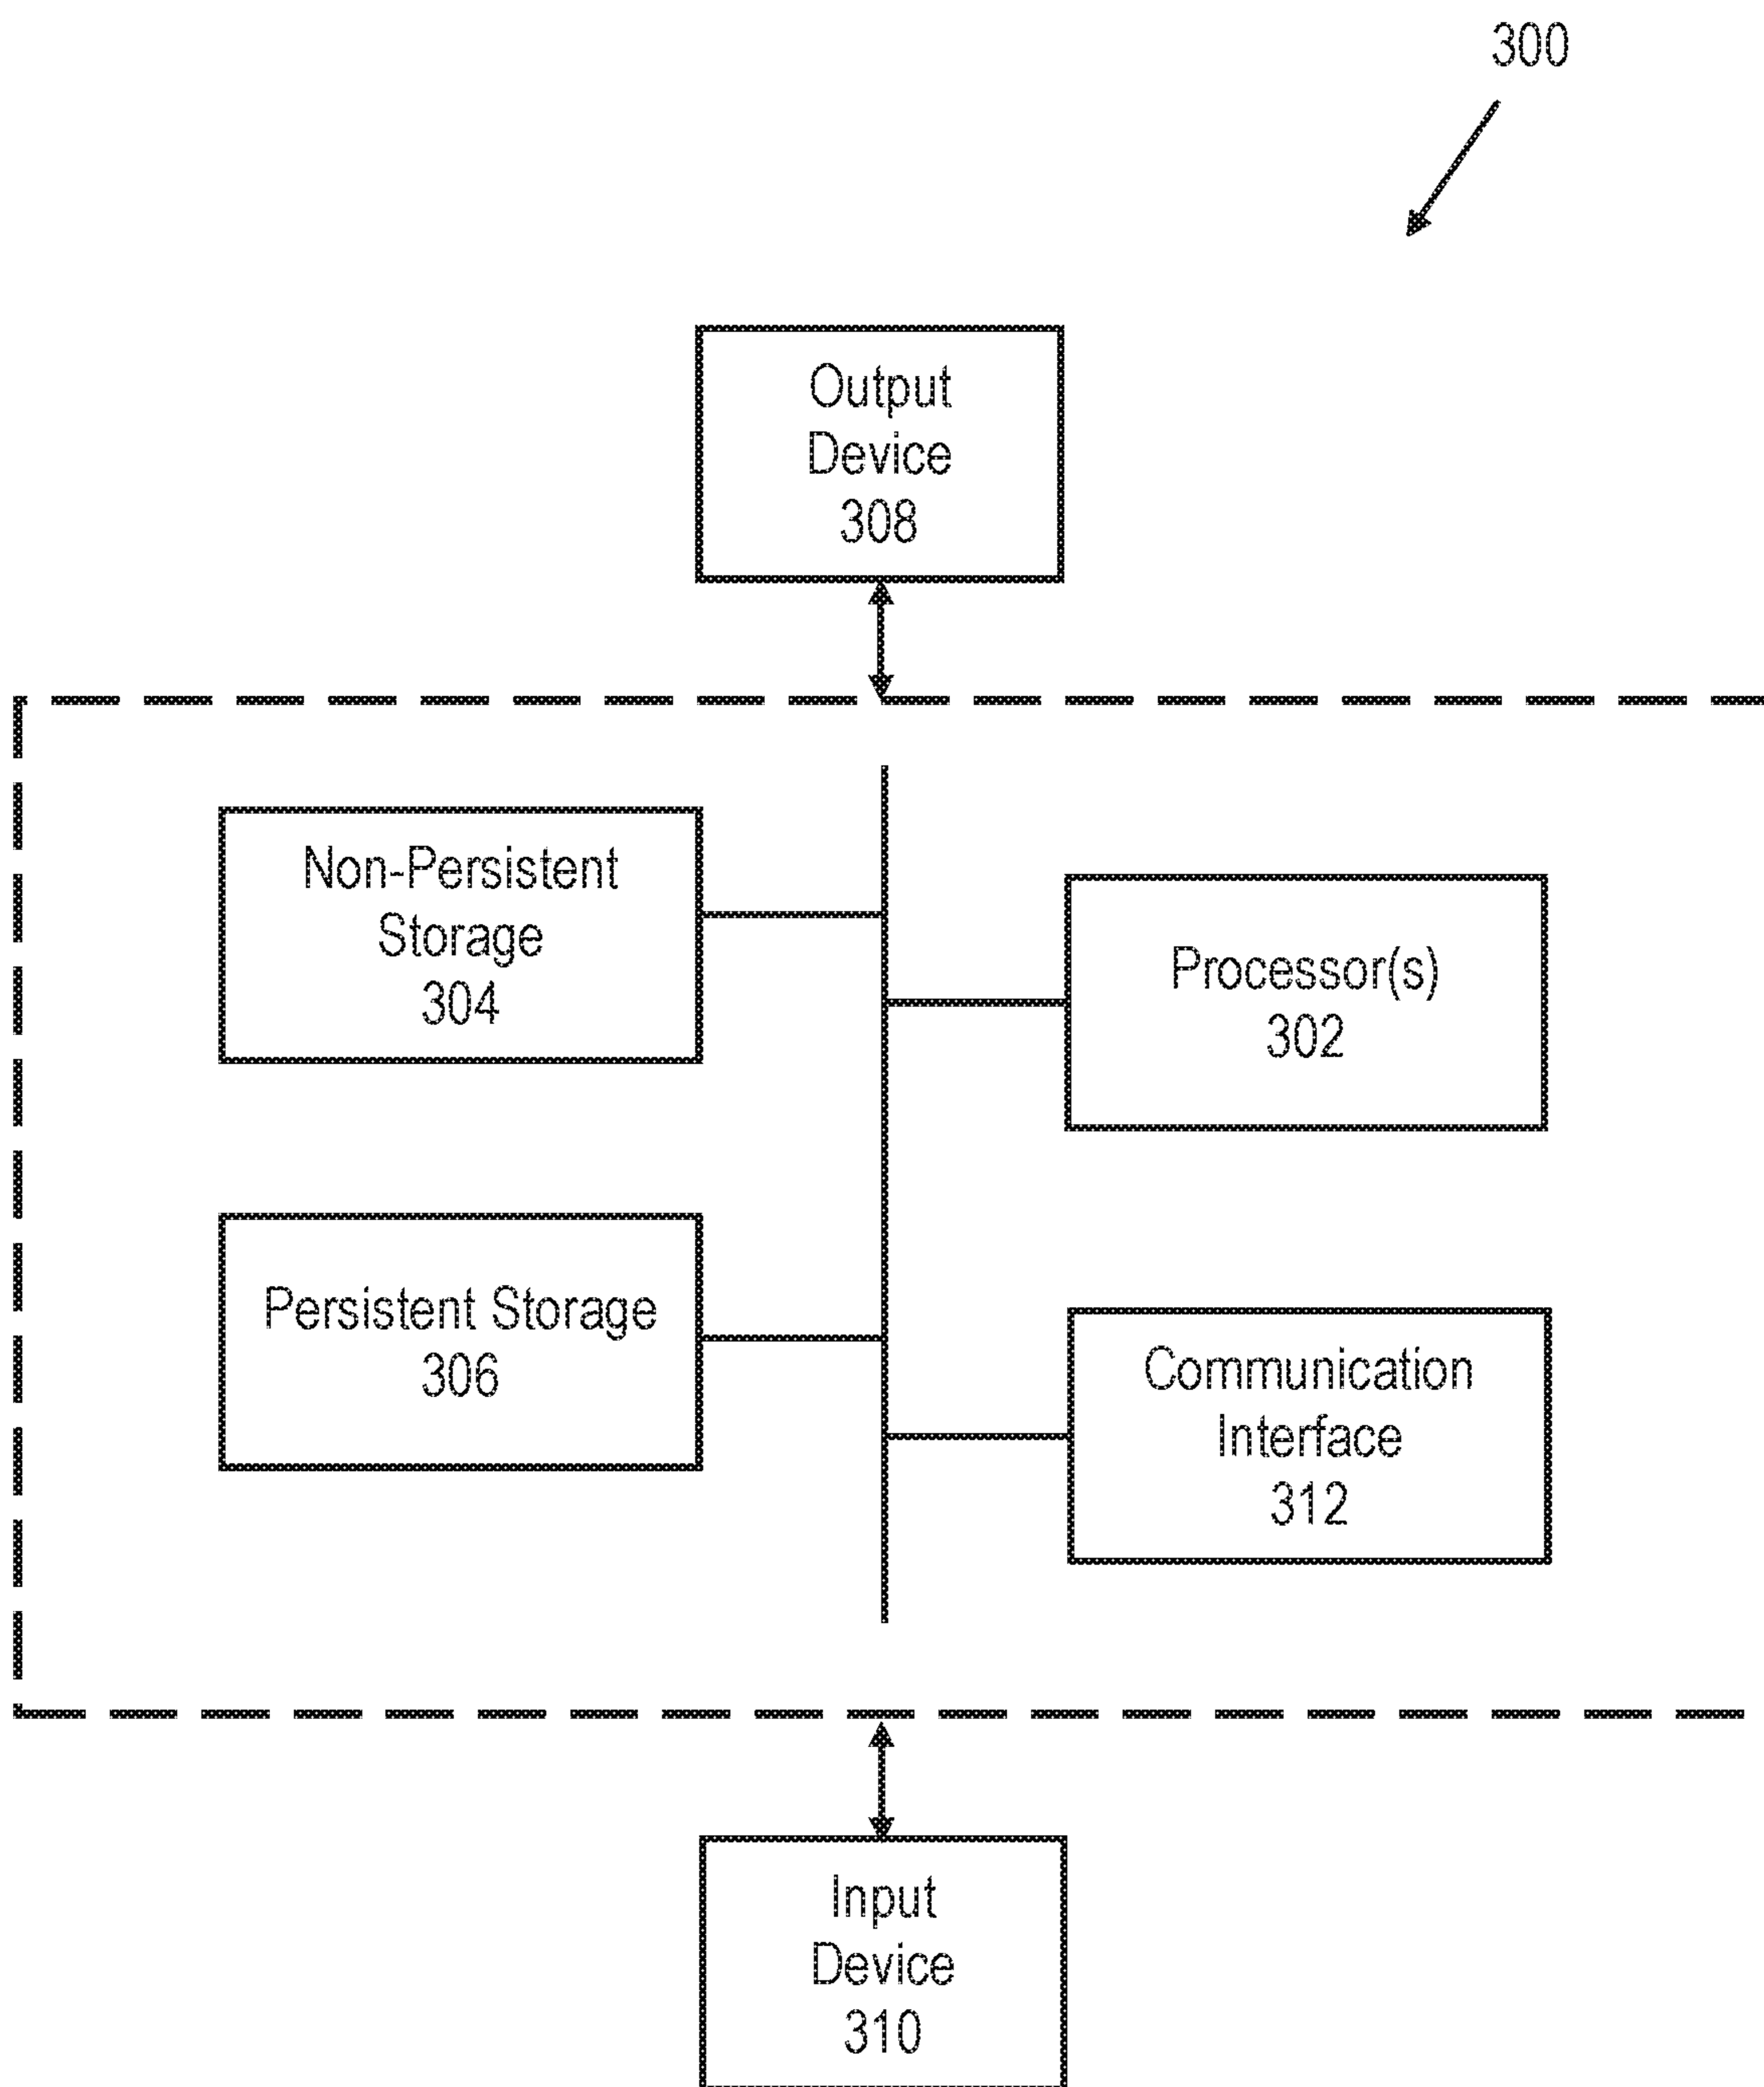 300
Output
Device
308
Non-Persistent
Storage
304
Processor(s)
302
Persistent Storage
306
Communication
Interface
312
Input
Device
310